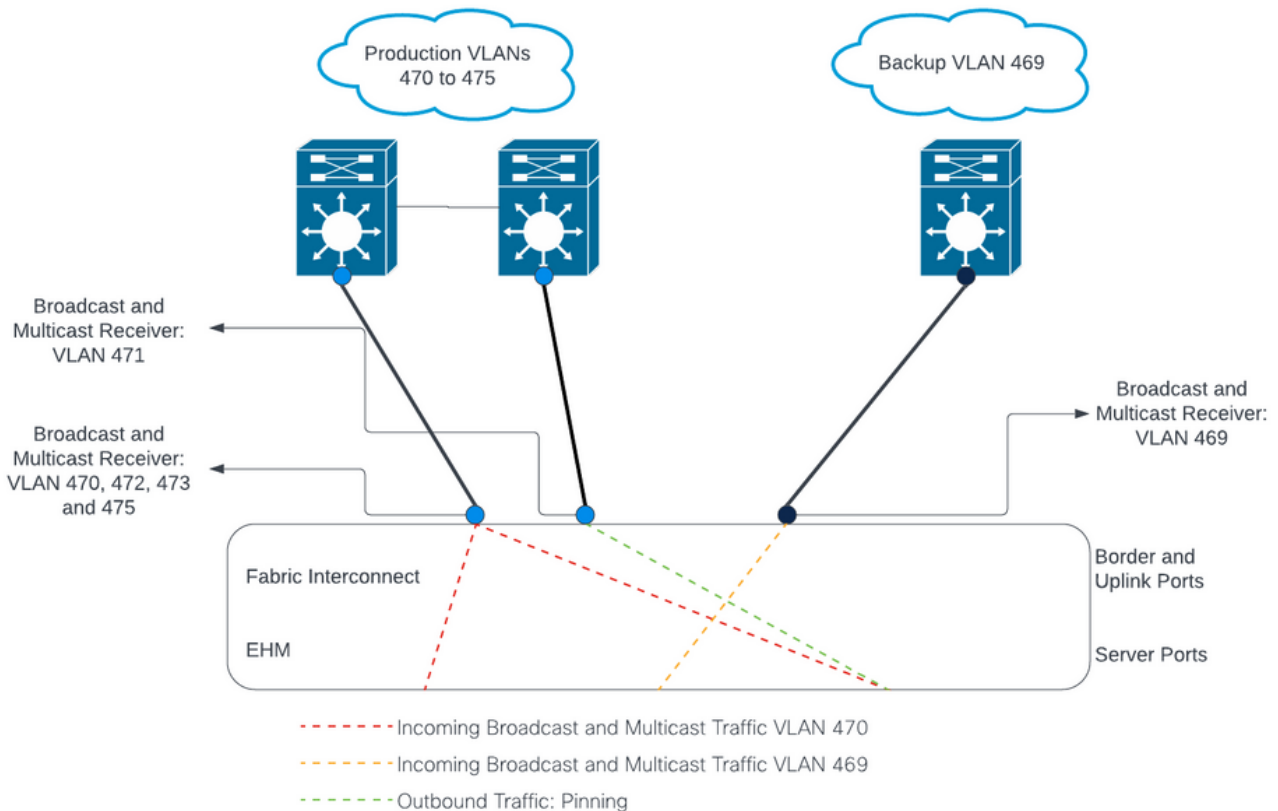 Production VLANs
470 to 475
Backup VLAN 469
Broadcast and
Multicast Receiver:
VLAN 471
Broadcast and
Multicast Receiver:
VLAN 470, 472, 473
and 475
Broadcast and
Multicast Receiver:
VLAN 469
Fabric Interconnect
EHM
Border and
Uplink Ports
Server Ports
Incoming Broadcast and Multicast Traffic VLAN 470
Incoming Broadcast and Multicast Traffic VLAN 469
Outbound Traffic: Pinning